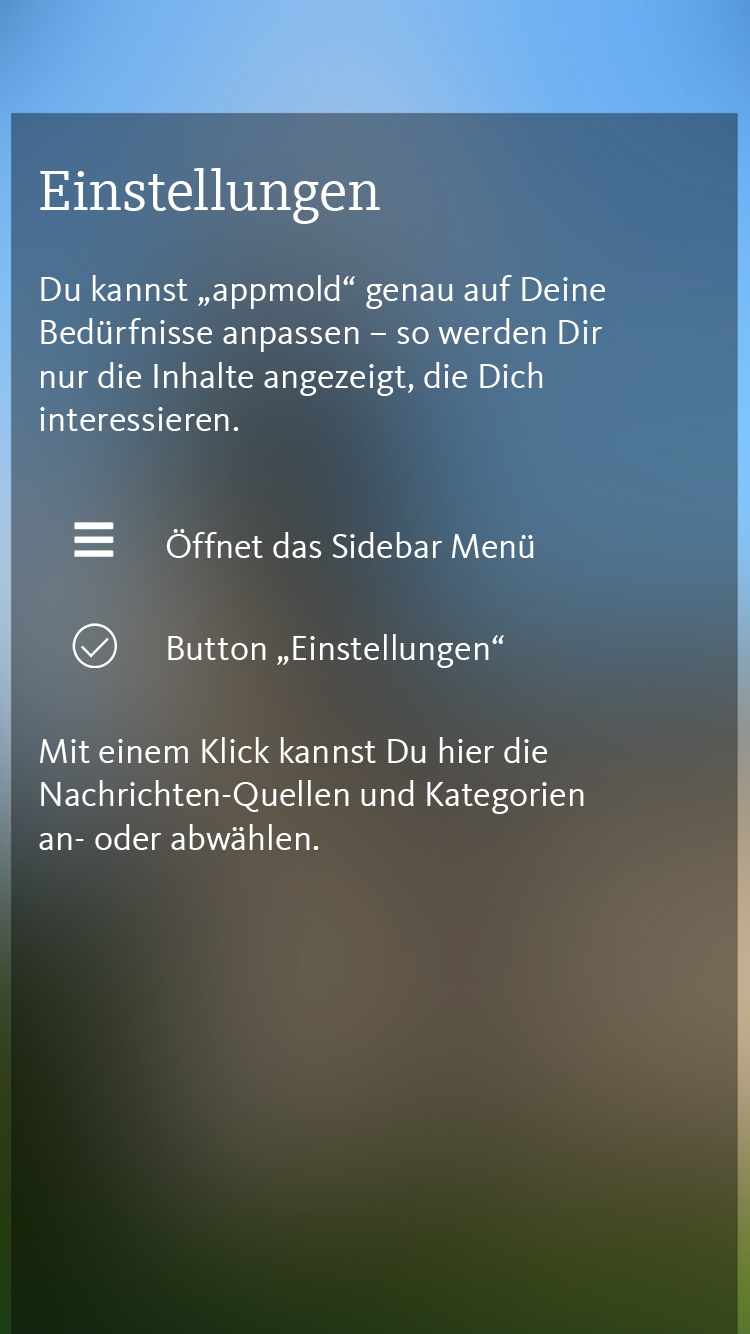 Einstellungen
Du kannst „appmold“ genau auf Deine
Bedürfnisse anpassen – so werden Dir
nur die Inhalte angezeigt, die Dich
interessieren.
Öffnet das Sidebar Menü
Button „Einstellungen“
Mit einem Klick kannst Du hier die
Nachrichten-Quellen und Kategorien
an- oder abwählen.